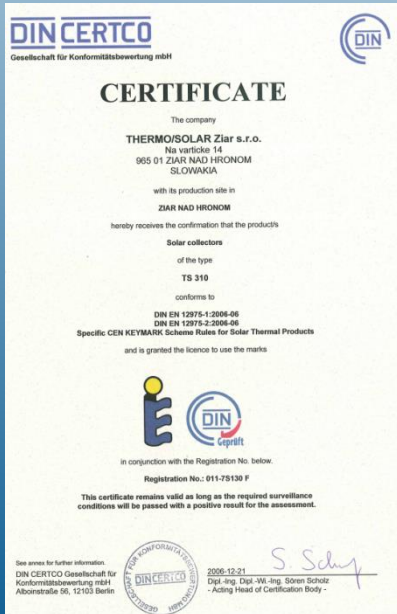 DIN CERTCO
Gesellschaft für Konformitätsbewertung mbH
DIN
CERTIFICATE
The company
THERMO/SOLAR Ziar s.r.o.
Na varticke 14
965 01 ZIAR NAD HRONOM
SLOWAKIA
with its production site in
ZIAR NAD HRONOM
hereby receives the confirmation that the product/s
Solar collectors
of the type
TS 310
conforms to
DIN EN 12975-1:2006-06
DIN EN 12975-2:2006-06
Specific CEN KEYMARK Scheme Rules for Solar Thermal Products
and is granted the licence to use the marks
DIN
Geprüft
in conjunction with the Registration No. below.
Registration No.: 011-7S130 F
This certificate remains valid as long as the required surveillance
conditions will be passed with a positive result for the assessment.
See annex for further information.
DIN CERTCO Gesellschaft für
Konformitätsbewertung mbH
Alboinstraße 56, 12103 Berlin
GESELLSCHAFT FÜR KONFORMITÄTSBEWERTUNG MBH
DIN CERTCO
2006-12-21
Dipl.-Ing. Dipl.-Wi.-Ing. Sören Scholz
- Acting Head of Certification Body -